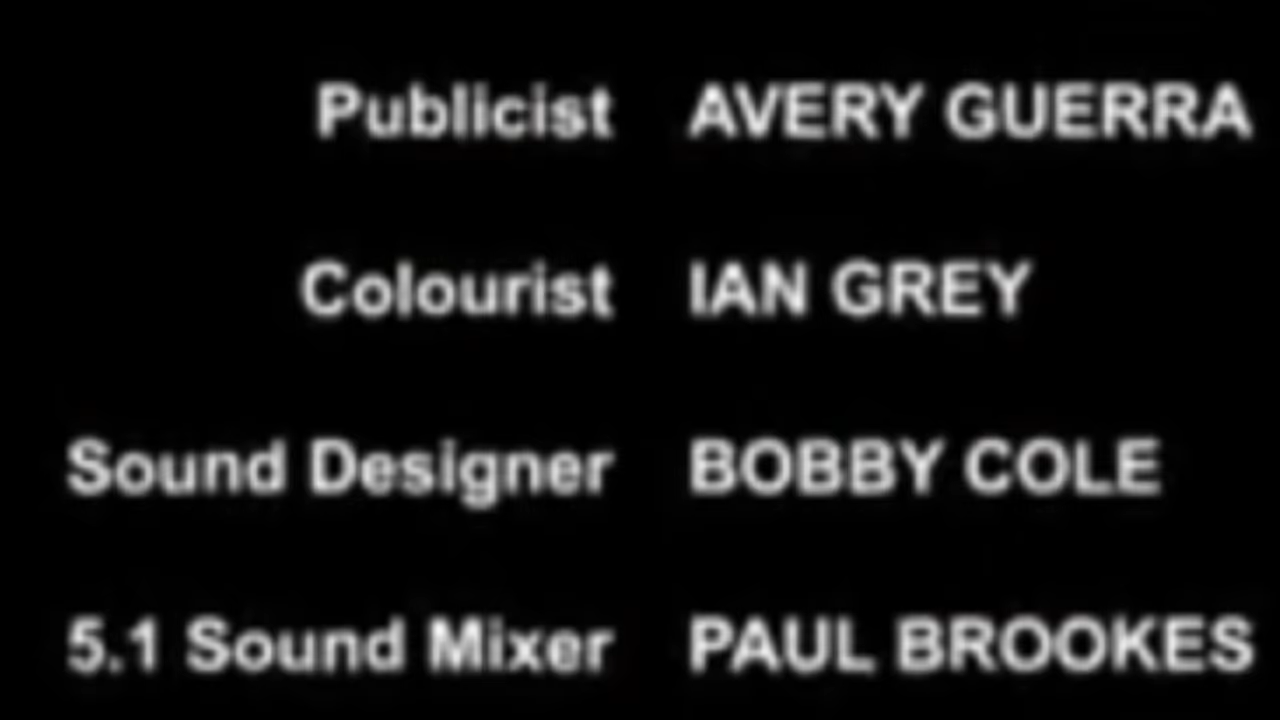 Publicist AVERY GUERRA
Colourist IAN GREY
Sound Designer BOBBY COLE
5.1 Sound Mixer PAUL BROOKES